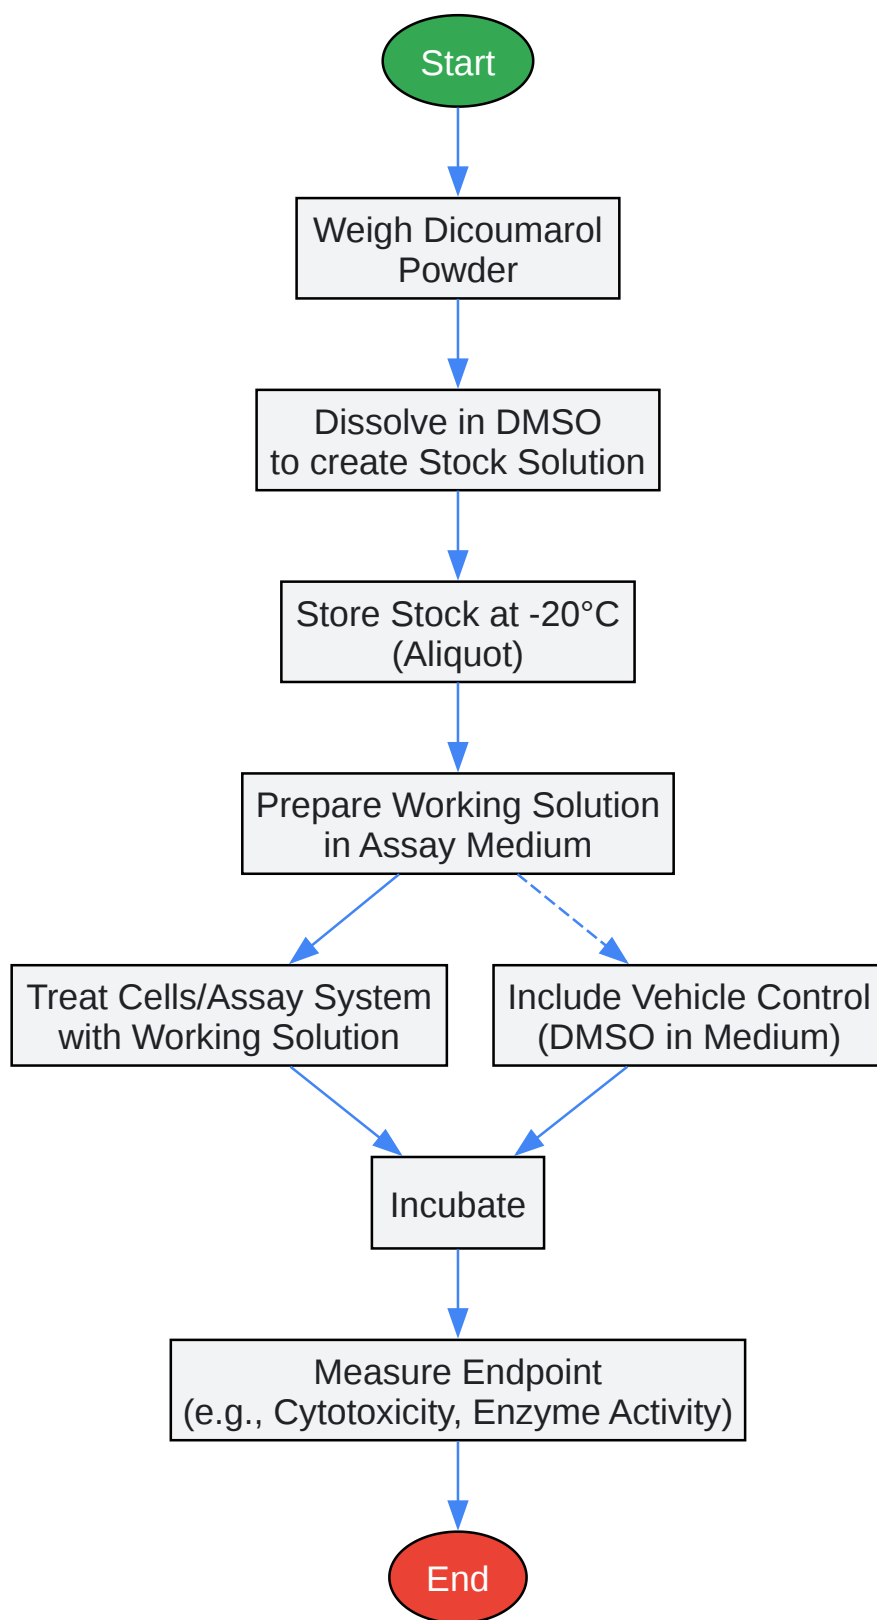 Start
Weigh Dicoumarol
Powder
Dissolve in DMSO
to create Stock Solution
Store Stock at -20°C
(Aliquot)
Prepare Working Solution
in Assay Medium
Treat Cells/Assay System
with Working Solution
Include Vehicle Control
(DMSO in Medium)
Incubate
Measure Endpoint
(e.g., Cytotoxicity, Enzyme Activity)
End